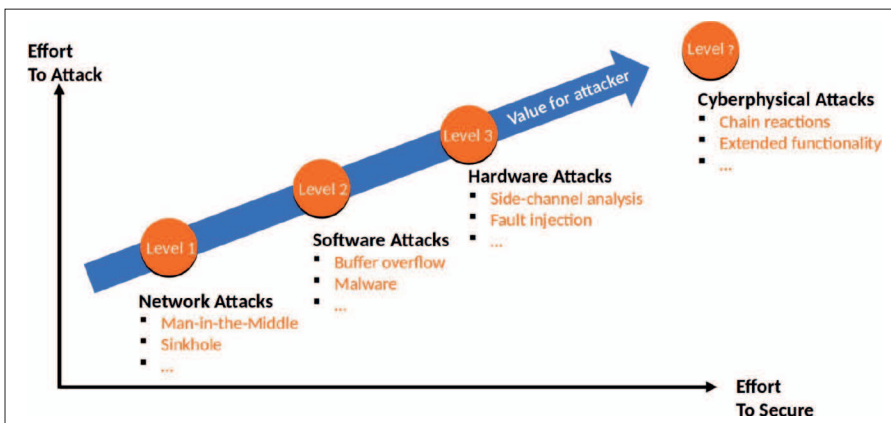 Effort
To Attack
Level ?
Value for attacker
Cyberphysical Attacks
▪ Chain reactions
▪ Extended functionality
▪ ...
Level 3
Hardware Attacks
▪ Side-channel analysis
▪ Fault injection
▪ ...
Level 2
Software Attacks
▪ Buffer overflow
▪ Malware
▪ ...
Level 1
Network Attacks
▪ Man-in-the-Middle
▪ Sinkhole
▪ ...
Effort
To Secure